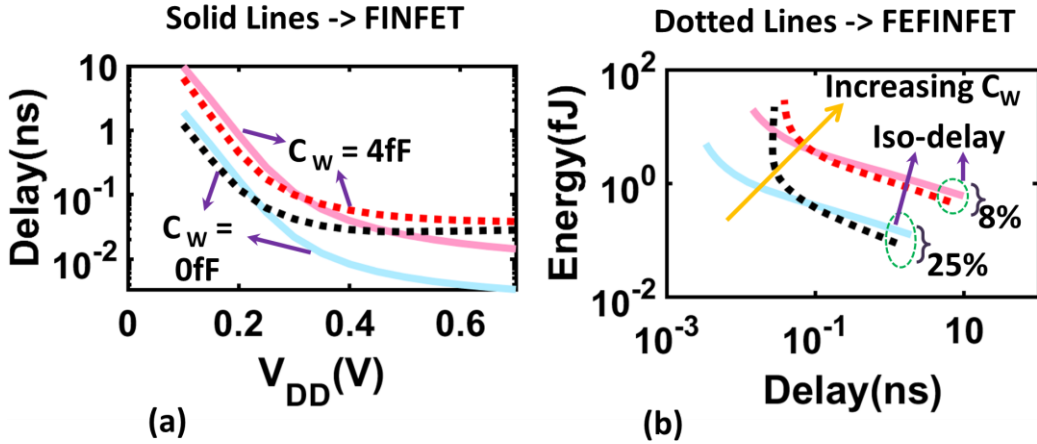 Solid Lines -> FINFET
Dotted Lines -> FEFINFET
Delay(ns)
10
1
10^-1
10^-2
C_W = 4fF
C_W =
0fF
0
0.2
0.4
0.6
V_DD(V)
(a)
Energy(fJ)
10^2
10^0
10^-2
Increasing C_W
Iso-delay
8%
25%
10^-3
10^-1
10
Delay(ns)
(b)